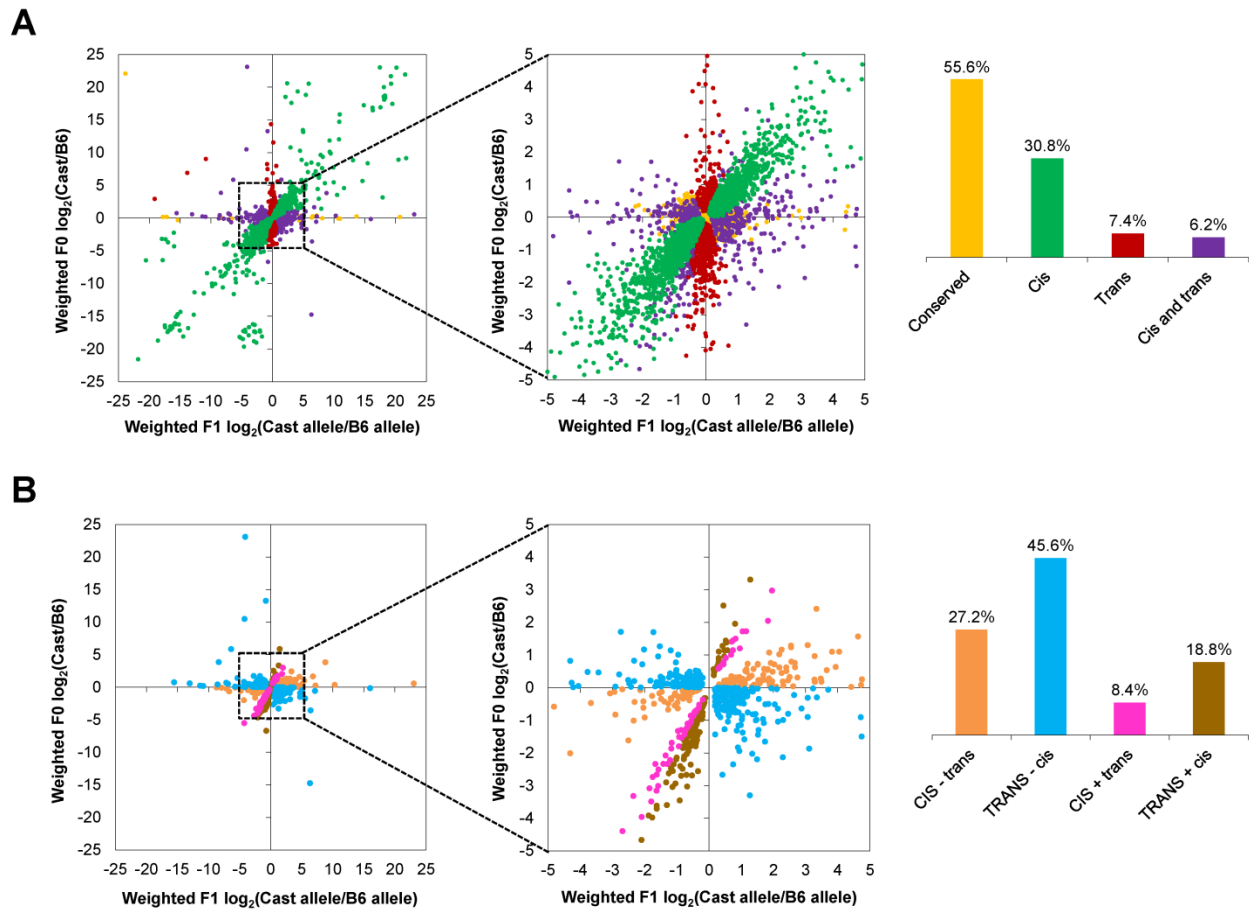 A
Weighted F0 log2(Cast/B6)
25
20
15
10
5
0
-5
-10
-15
-20
-25
-25 -20 -15 -10 -5 0 5 10 15 20 25
Weighted F1 log2(Cast allele/B6 allele)
Weighted F0 log2(Cast/B6)
5
4
3
2
1
0
-1
-2
-3
-4
-5
-5 -4 -3 -2 -1 0 1 2 3 4 5
Weighted F1 log2(Cast allele/B6 allele)
55.6%
30.8%
7.4%
6.2%
Conserved
Cis
Trans
Cis and trans
B
Weighted F0 log2(Cast/B6)
25
20
15
10
5
0
-5
-10
-15
-20
-25
-25 -20 -15 -10 -5 0 5 10 15 20 25
Weighted F1 log2(Cast allele/B6 allele)
Weighted F0 log2(Cast/B6)
5
4
3
2
1
0
-1
-2
-3
-4
-5
-5 -4 -3 -2 -1 0 1 2 3 4 5
Weighted F1 log2(Cast allele/B6 allele)
27.2%
45.6%
8.4%
18.8%
CIS - trans
TRANS - cis
CIS + trans
TRANS + cis